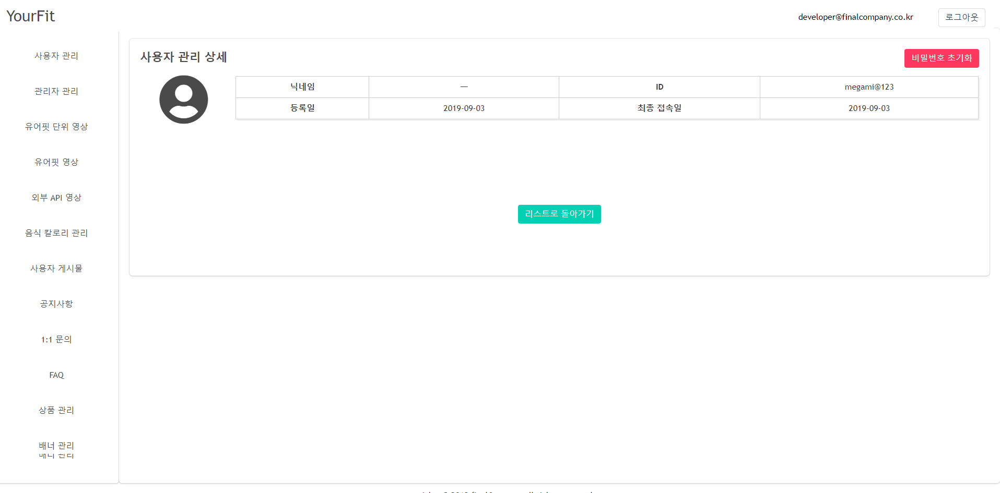 YourFit
developer@finalcompany.co.kr
로그아웃
사용자 관리
관리자 관리
유어핏 단위 영상
유어핏 영상
외부 API 영상
음식 칼로리 관리
사용자 게시물
공지사항
1:1 문의
FAQ
상품 관리
배너 관리
사용자 관리 상세
비밀번호 초기화
닉네임 — ID megami@123
등록일 2019-09-03 최종 접속일 2019-09-03
리스트로 돌아가기